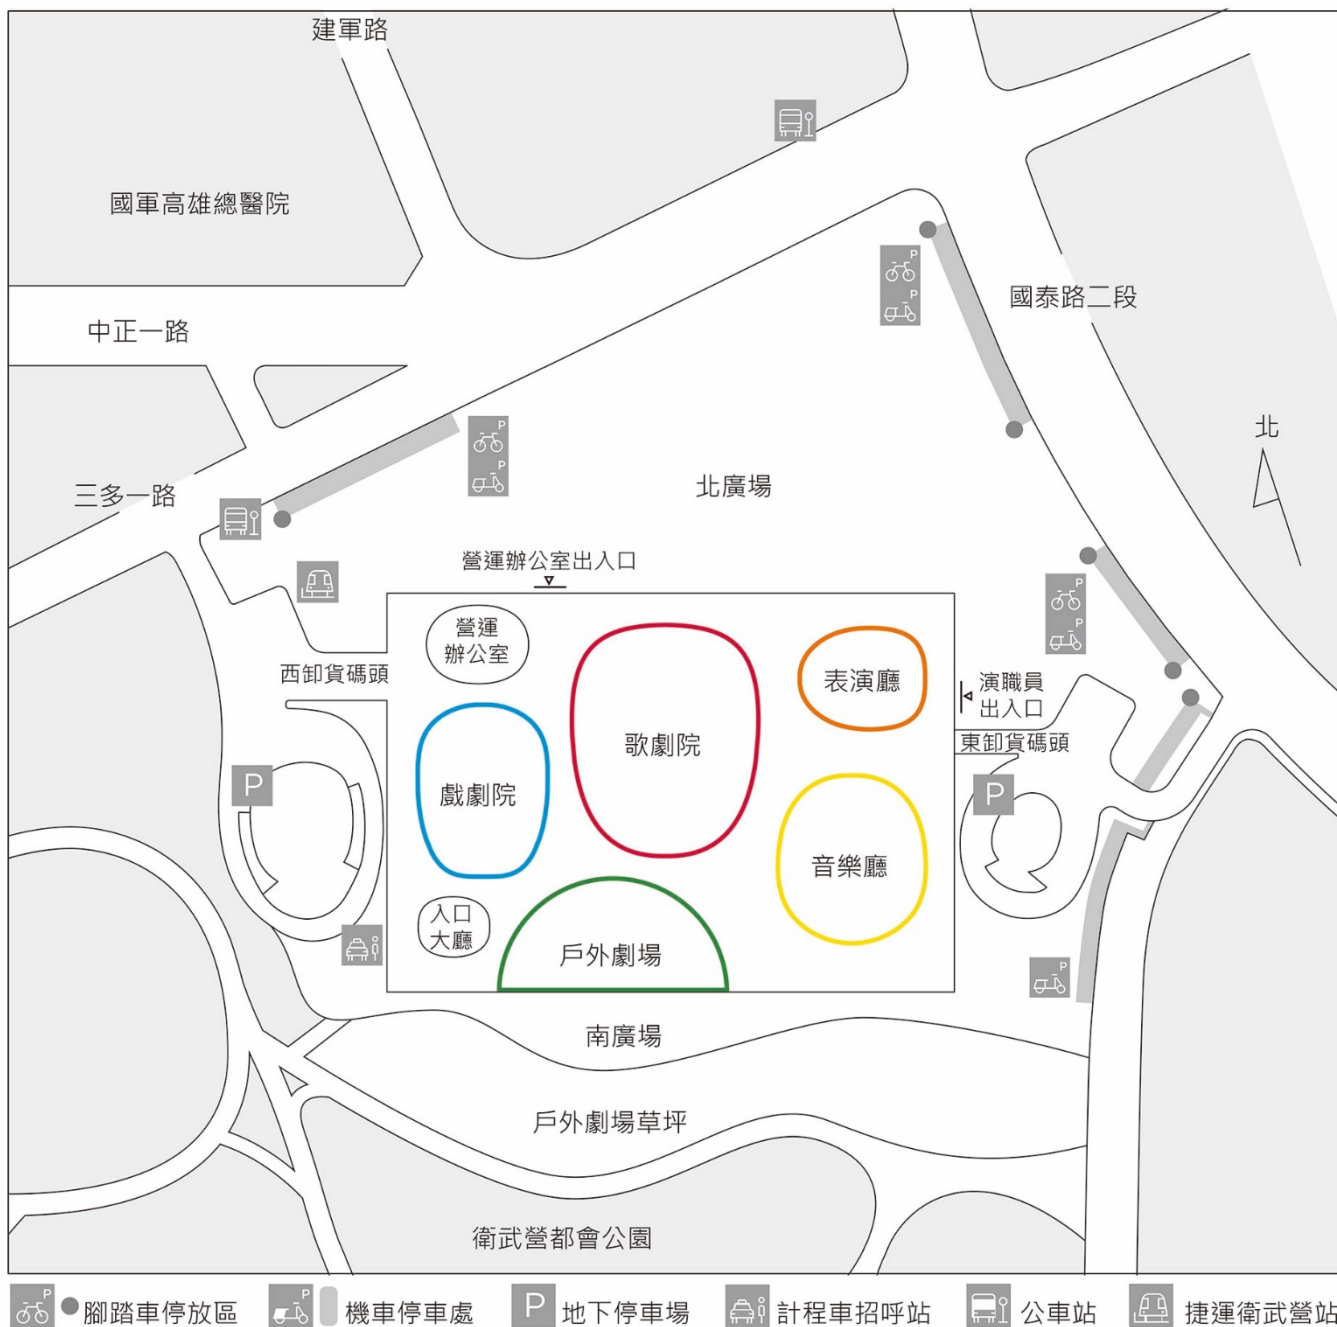 建軍路
國軍高雄總醫院
P
P
國泰路二段
中正一路
P
P
北
三多一路
北廣場
營運辦公室出入口
P
P
營運
辦公室
西卸貨碼頭
表演廳
演職員
出入口
歌劇院
東卸貨碼頭
P
戲劇院
P
音樂廳
入口
大廳
戶外劇場
P
南廣場
戶外劇場草坪
衛武營都會公園
P 腳踏車停放區 P 機車停車處 P 地下停車場 計程車招呼站 公車站 捷運衛武營站